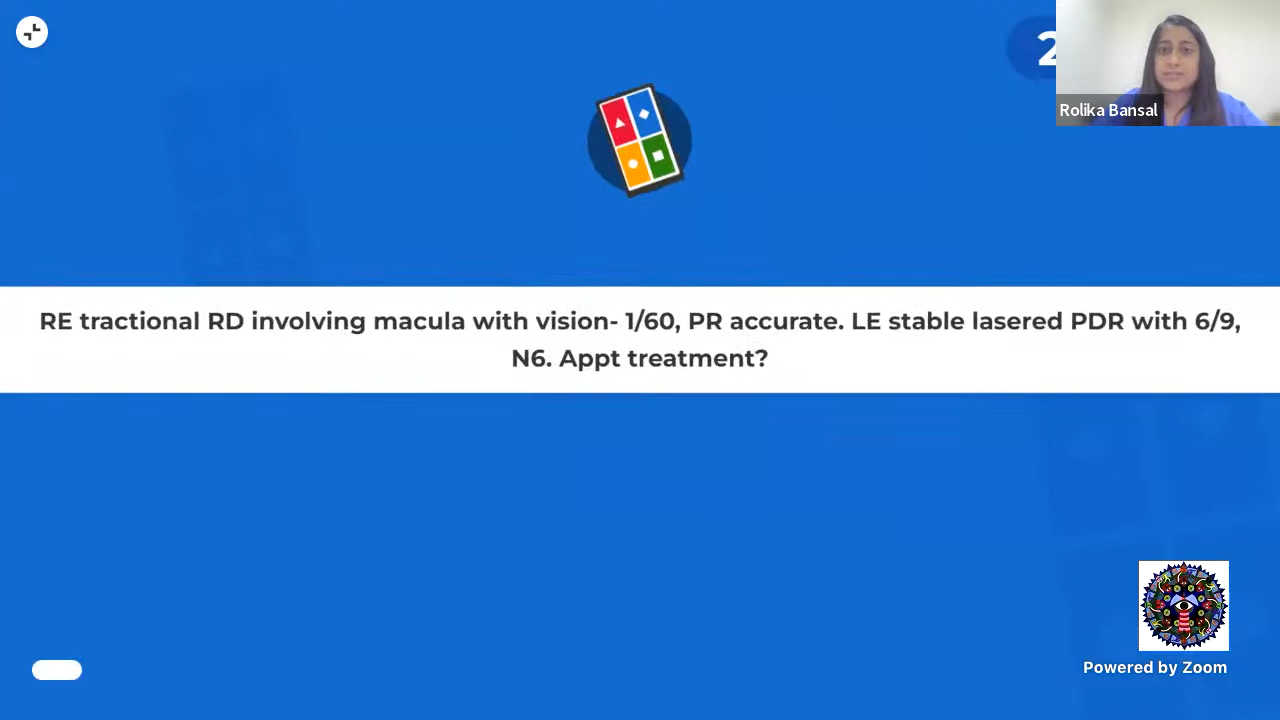 2
Rolika Bansal
RE tractional RD involving macula with vision- 1/60, PR accurate. LE stable lasered PDR with 6/9,
N6. Appt treatment?
Powered by Zoom